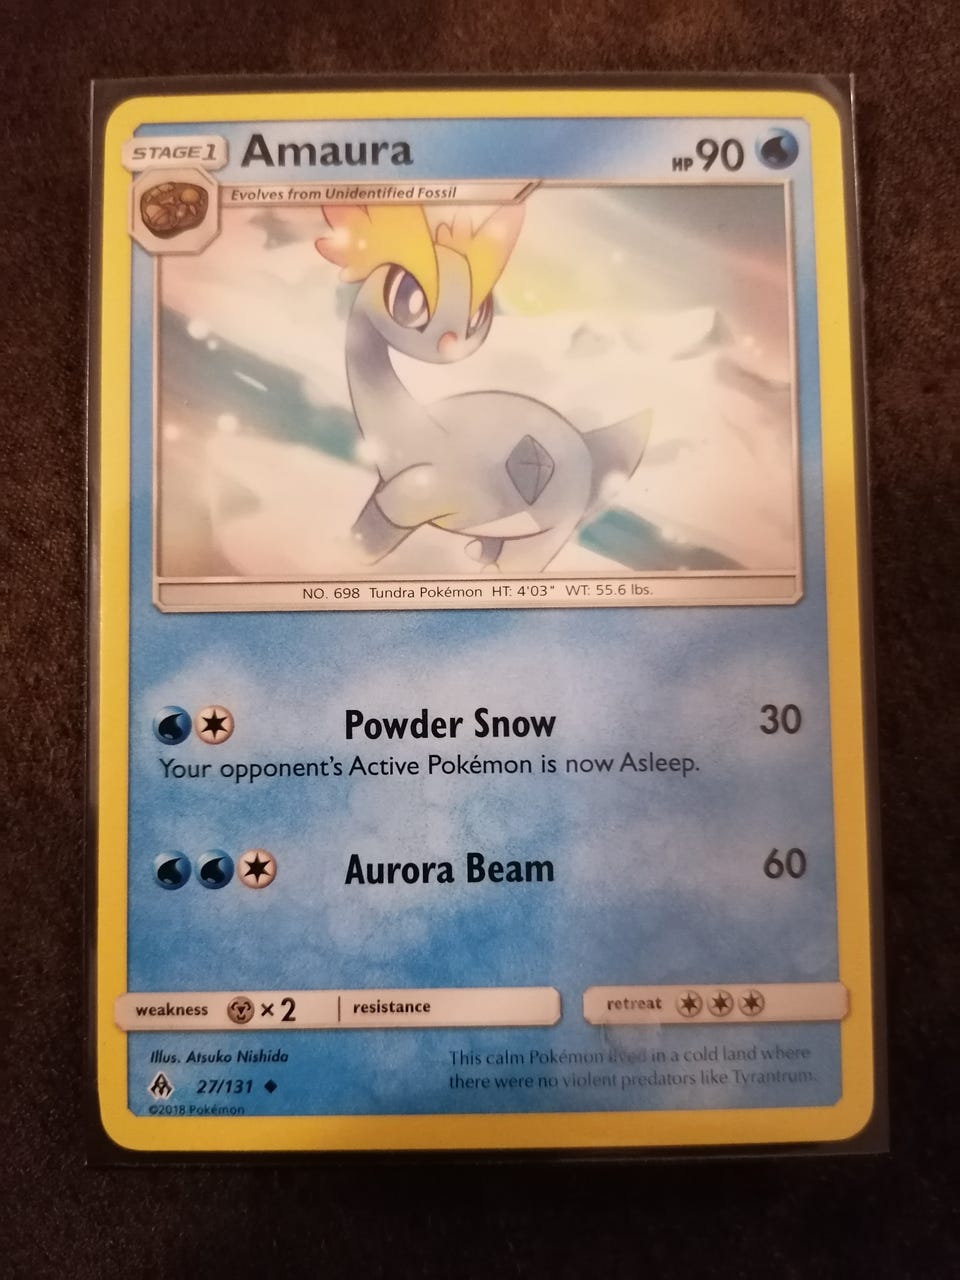 STAGE1 Amaura HP 90
Evolves from Unidentified Fossil
NO. 698 Tundra Pokémon HT: 4'03" WT: 55.6 lbs.
Powder Snow 30
Your opponent's Active Pokémon is now Asleep.
Aurora Beam 60
weakness ×2 resistance retreat
Illus. Atsuko Nishida
27/131
©2018 Pokémon
This calm Pokémon lived in a cold land where
there were no violent predators like Tyrantrum.